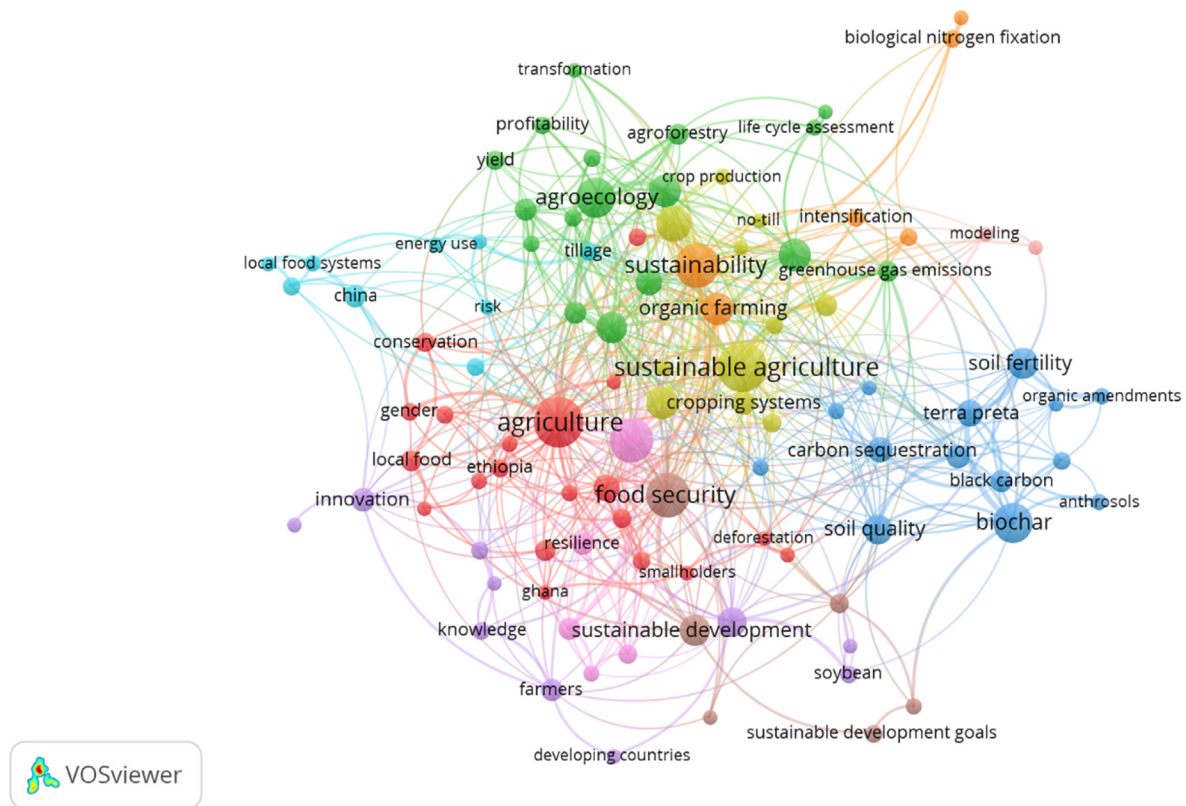 biological nitrogen fixation
transformation
profitability
agroforestry
life cycle assessment
yield
crop production
agroecology
no-till
intensification
modeling
energy use
tillage
local food systems
sustainability
greenhouse gas emissions
china
risk
organic farming
conservation
sustainable agriculture
soil fertility
organic amendments
gender
cropping systems
terra preta
agriculture
carbon sequestration
local food
ethiopia
black carbon
innovation
food security
anthrosols
biochar
soil quality
resilience
deforestation
smallholders
ghana
knowledge
sustainable development
soybean
farmers
sustainable development goals
developing countries
VOSviewer